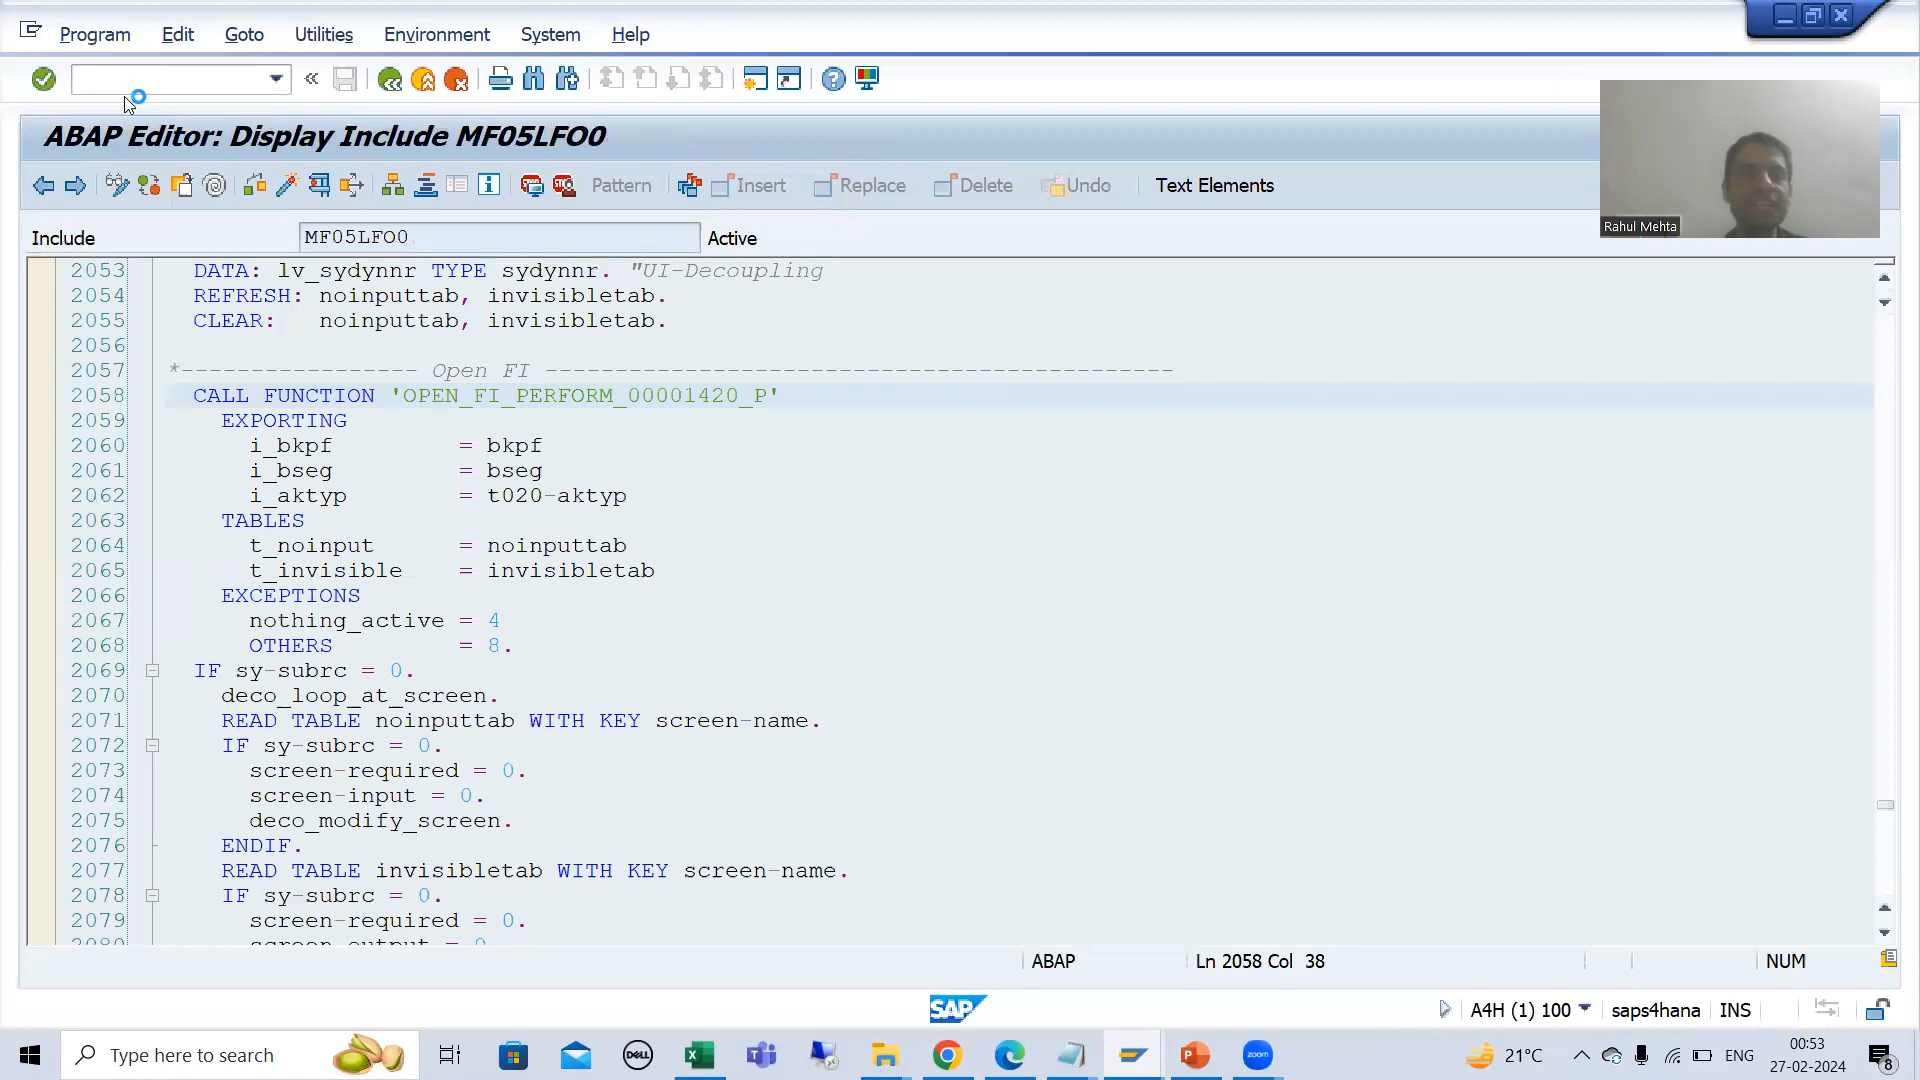 Program Edit Goto Utilities Environment System Help
ABAP Editor: Display Include MF05LFO0
Pattern Insert Replace Delete Undo Text Elements
Rahul Mehta
Include MF05LFO0 Active
2053 DATA: lv_sydynnr TYPE sydynnr. "UI-Decoupling
2054 REFRESH: noinputtab, invisibletab.
2055 CLEAR: noinputtab, invisibletab.
2056
2057 *----------------- Open FI ---------------------------------------------
2058 CALL FUNCTION 'OPEN_FI_PERFORM_00001420_P'
2059 EXPORTING
2060 i_bkpf = bkpf
2061 i_bseg = bseg
2062 i_aktyp = t020-aktyp
2063 TABLES
2064 t_noinput = noinputtab
2065 t_invisible = invisibletab
2066 EXCEPTIONS
2067 nothing_active = 4
2068 OTHERS = 8.
2069 IF sy-subrc = 0.
2070 deco_loop_at_screen.
2071 READ TABLE noinputtab WITH KEY screen-name.
2072 IF sy-subrc = 0.
2073 screen-required = 0.
2074 screen-input = 0.
2075 deco_modify_screen.
2076 ENDIF.
2077 READ TABLE invisibletab WITH KEY screen-name.
2078 IF sy-subrc = 0.
2079 screen-required = 0.
2080 screen-output = 0
ABAP Ln 2058 Col 38 NUM
SAP A4H (1) 100 saps4hana INS
Type here to search DELL zoom 21°C ENG 00:53
27-02-2024 8